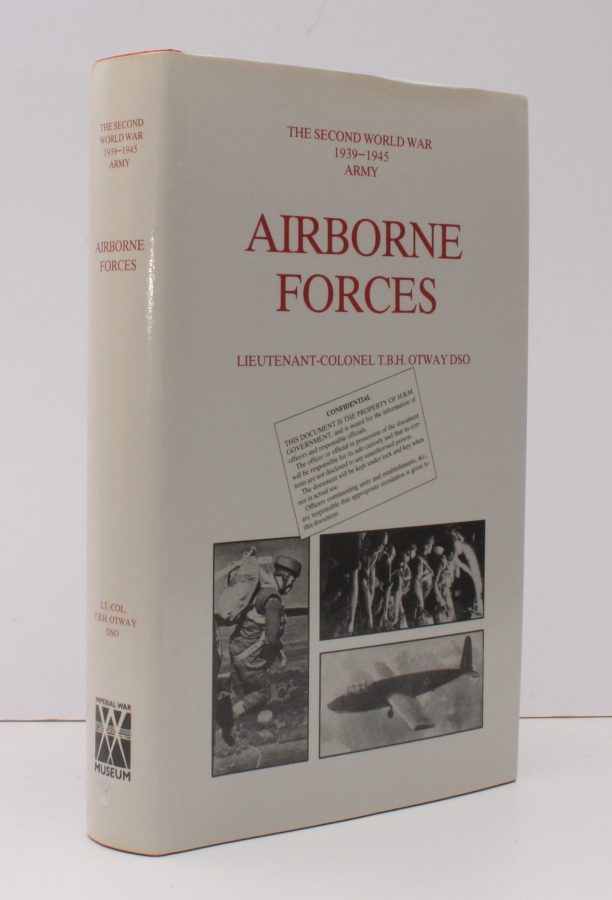 THE SECOND
WORLD WAR
1939–1945
ARMY
AIRBORNE
FORCES
LT.-COL.
T.B.H. OTWAY
DSO
IMPERIAL WAR
MUSEUM
THE SECOND WORLD WAR
1939–1945
ARMY
AIRBORNE
FORCES
LIEUTENANT-COLONEL T.B.H. OTWAY DSO
CONFIDENTIAL
THIS DOCUMENT IS THE PROPERTY OF H.B.M.
GOVERNMENT, and is issued for the information of
officers and responsible officials.
The officer or official in possession of the document
will be responsible for its safe custody and that its con-
tents are not disclosed to any unauthorised person.
The document will be kept under lock and key when
not in actual use.
Officers commanding units and establishments, &c.,
are responsible that appropriate circulation is given to
this document.